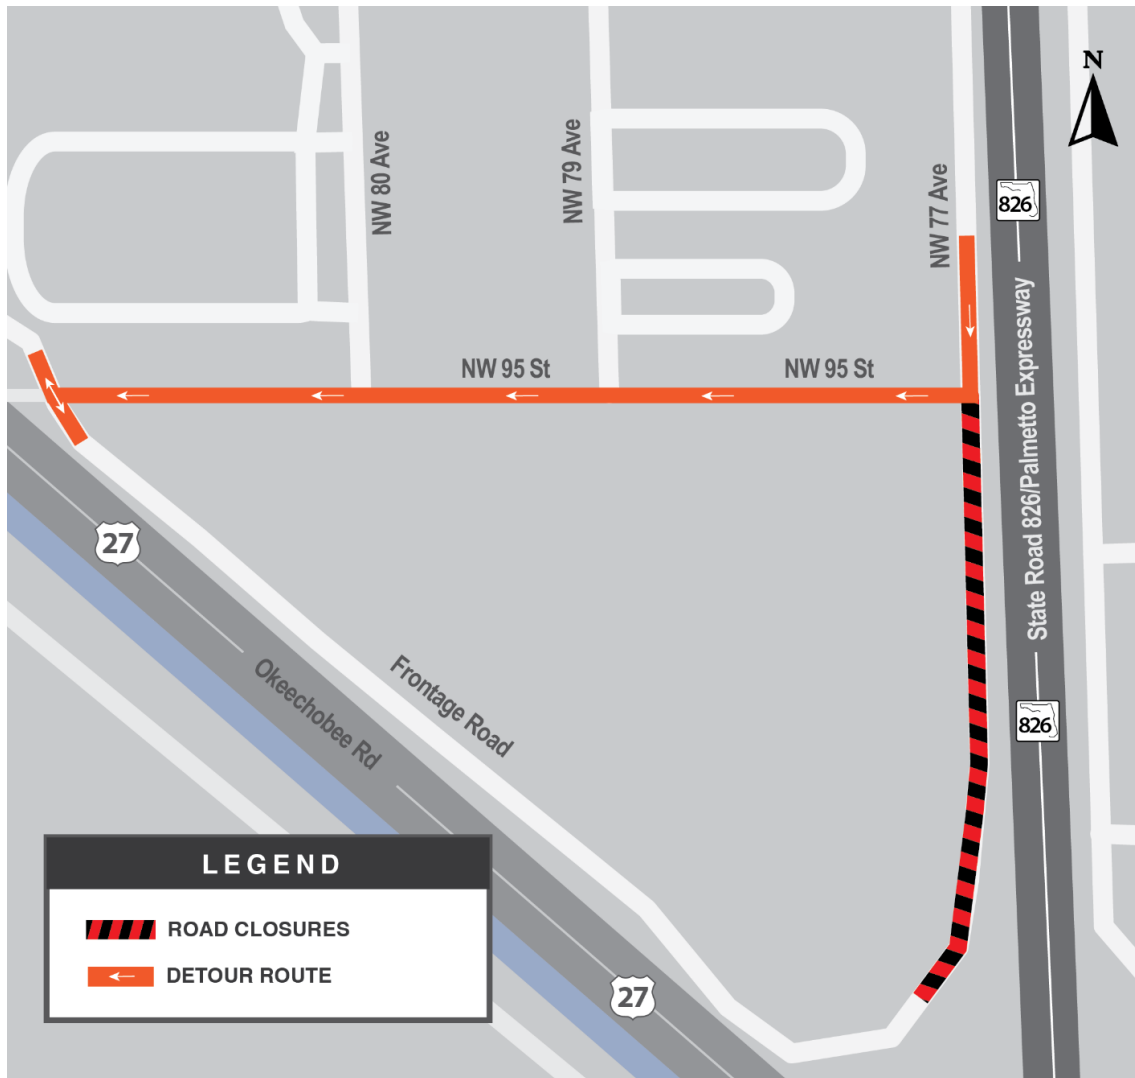 N
NW 80 Ave
NW 79 Ave
NW 77 Ave
826
State Road 826/Palmetto Expressway
NW 95 St
NW 95 St
27
Frontage Road
Okeechobee Rd
826
27
LEGEND
ROAD CLOSURES
DETOUR ROUTE